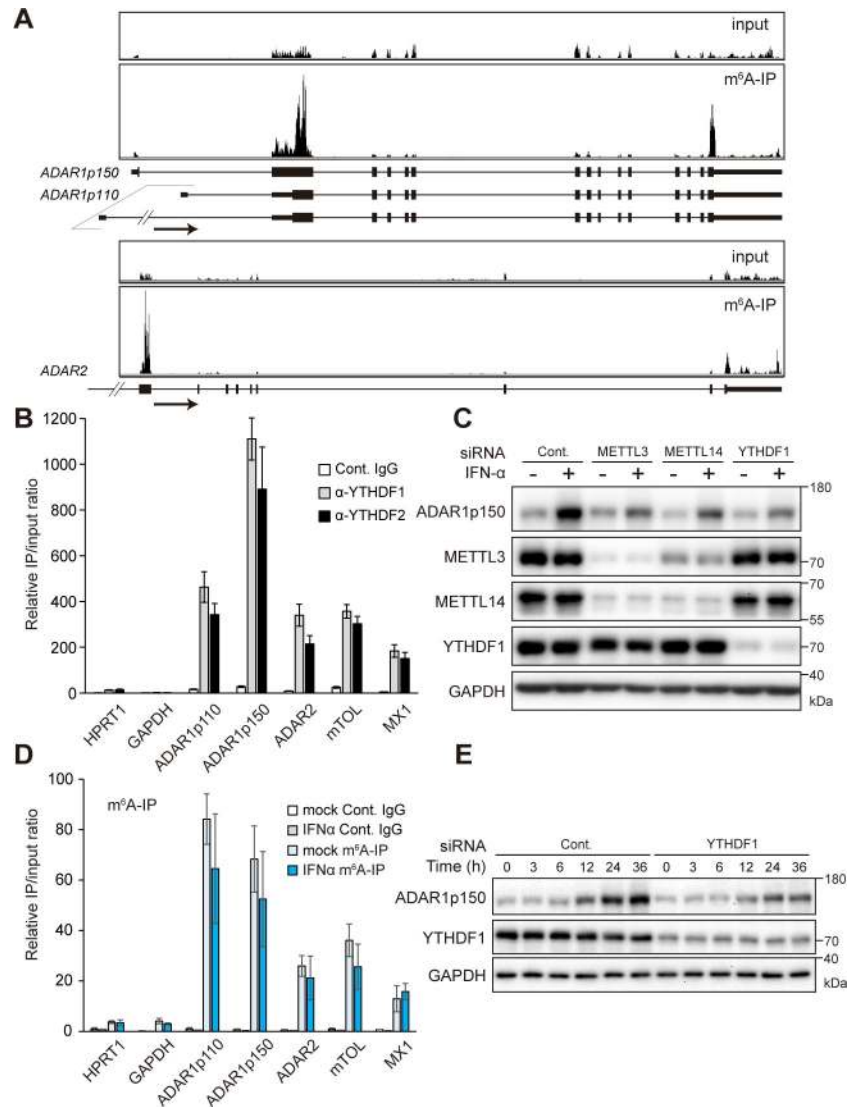 A
input
m⁶A-IP
ADAR1p150
ADAR1p110
input
m⁶A-IP
ADAR2
B
Relative IP/input ratio
1200
1000
800
600
400
200
0
Cont. IgG
α-YTHDF1
α-YTHDF2
HPRT1
GAPDH
ADAR1p110
ADAR1p150
ADAR2
mTOL
MX1
C
siRNA Cont. METTL3 METTL14 YTHDF1
IFN-α - + - + - + - +
180
ADAR1p150
METTL3 70
70
METTL14
55
YTHDF1 70
40
GAPDH
kDa
D
m⁶A-IP
Relative IP/input ratio
100
80
60
40
20
0
mock Cont. IgG
IFNα Cont. IgG
mock m⁶A-IP
IFNα m⁶A-IP
HPRT1
GAPDH
ADAR1p110
ADAR1p150
ADAR2
mTOL
MX1
E
siRNA Cont. YTHDF1
Time (h) 0 3 6 12 24 36 0 3 6 12 24 36
180
ADAR1p150
YTHDF1 70
40
GAPDH
kDa